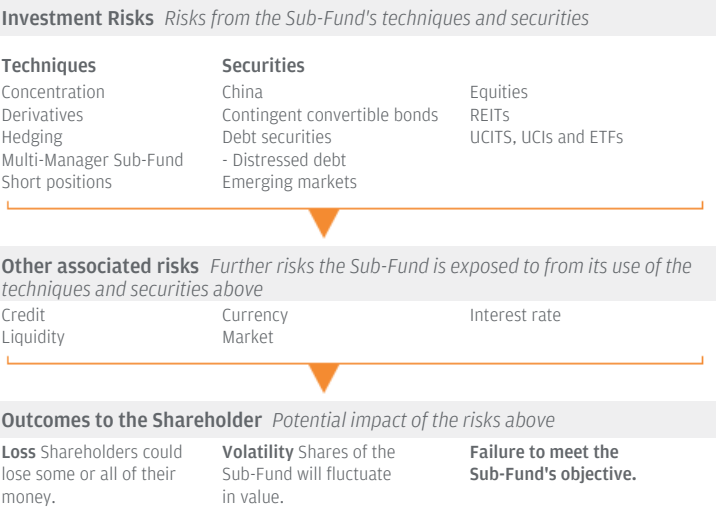 Investment Risks Risks from the Sub-Fund's techniques and securities
Techniques
Concentration
Derivatives
Hedging
Multi-Manager Sub-Fund
Short positions
Securities
China
Contingent convertible bonds
Debt securities
- Distressed debt
Emerging markets
Equities
REITs
UCITS, UCIs and ETFs
Other associated risks Further risks the Sub-Fund is exposed to from its use of the
techniques and securities above
Credit
Liquidity
Currency
Market
Interest rate
Outcomes to the Shareholder Potential impact of the risks above
Loss Shareholders could
lose some or all of their
money.
Volatility Shares of the
Sub-Fund will fluctuate
in value.
Failure to meet the
Sub-Fund's objective.